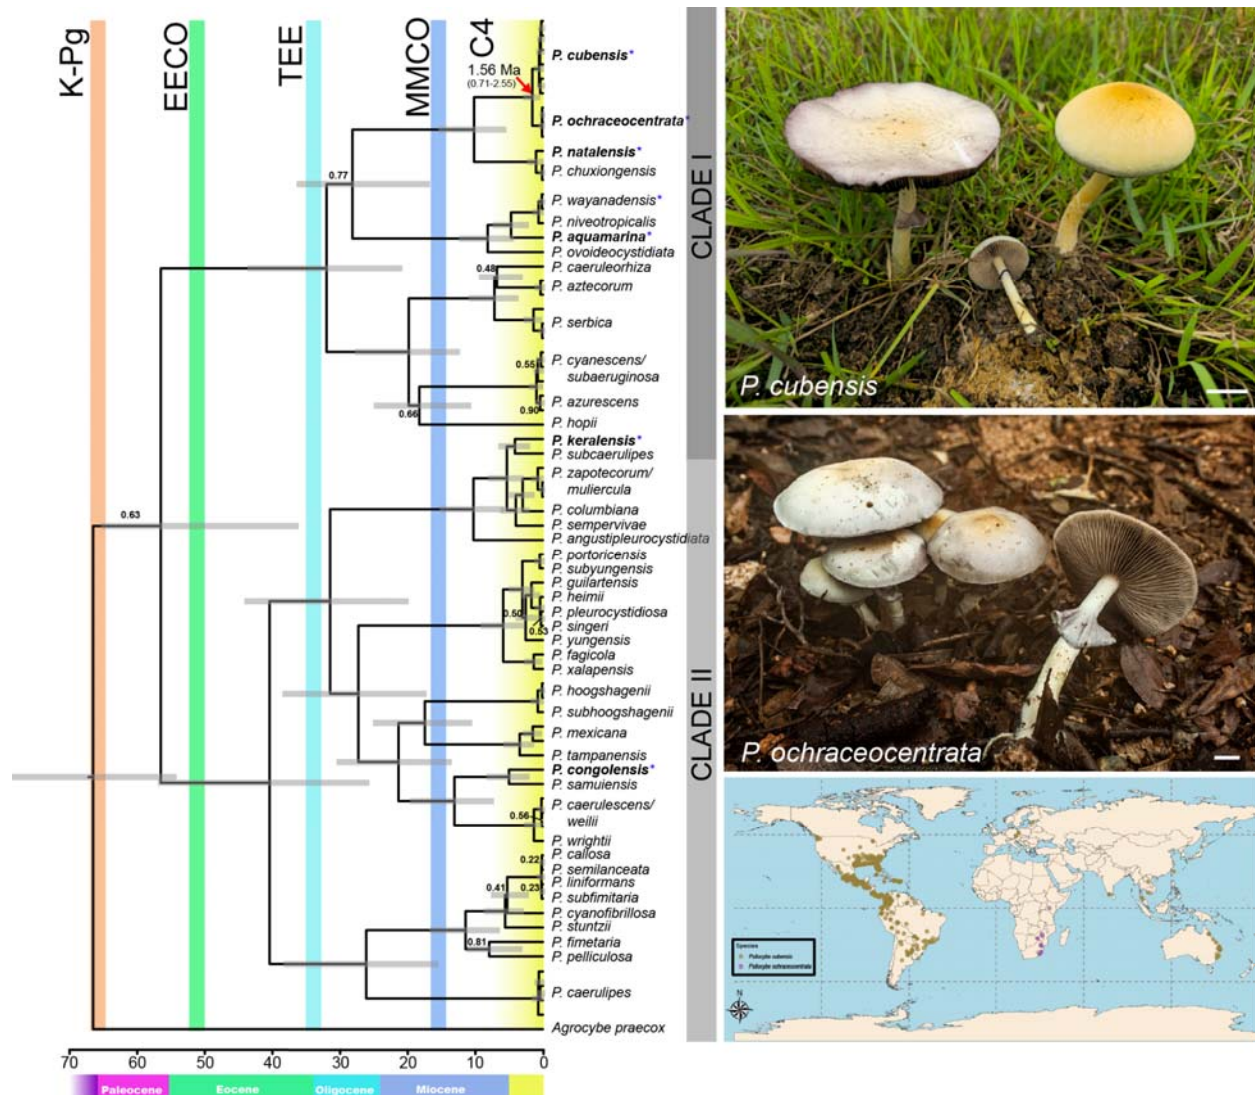 K-Pg
EECO
TEE
MMCO
C4
1.56 Ma
(0.71-2.55)
P. cubensis*
P. ochraceocentrata*
P. natalensis*
P. chuxiongensis
0.77
P. wayanadensis*
P. niveotropicalis
P. aquamarina*
P. ovoideocystidiata
P. caeruleorhiza
0.48
P. aztecorum
P. serbica
P. cyanescens/
subaeruginosa
0.55
P. azurescens
0.90
0.66
P. hopii
P. keralensis*
P. subcaerulipes
P. zapotecorum/
muliercula
P. columbiana
0.63
P. sempervivae
P. angustipleurocystidiata
P. portoricensis
P. subyungensis
P. guilartensis
P. heimii
0.50
P. pleurocystidiosa
P. singeri
0.53
P. yungensis
P. fagicola
P. xalapensis
P. hoogshagenii
P. subhoogshagenii
P. mexicana
P. tampanensis
P. congolensis*
P. samuiensis
P. caerulescens/
weilii
0.56
P. wrightii
P. callosa
0.22
P. semilanceata
P. liniformans
0.41
0.23
P. subfimitaria
P. cyanofibrillosa
P. stuntzii
0.81
P. fimetaria
P. pelliculosa
P. caerulipes
Agrocybe praecox
70 60 50 40 30 20 10 0
Paleocene Eocene Oligocene Miocene
CLADE I
CLADE II
P. cubensis
P. ochraceocentrata
Species
Psilocybe cubensis
Psilocybe ochraceocentrata
N